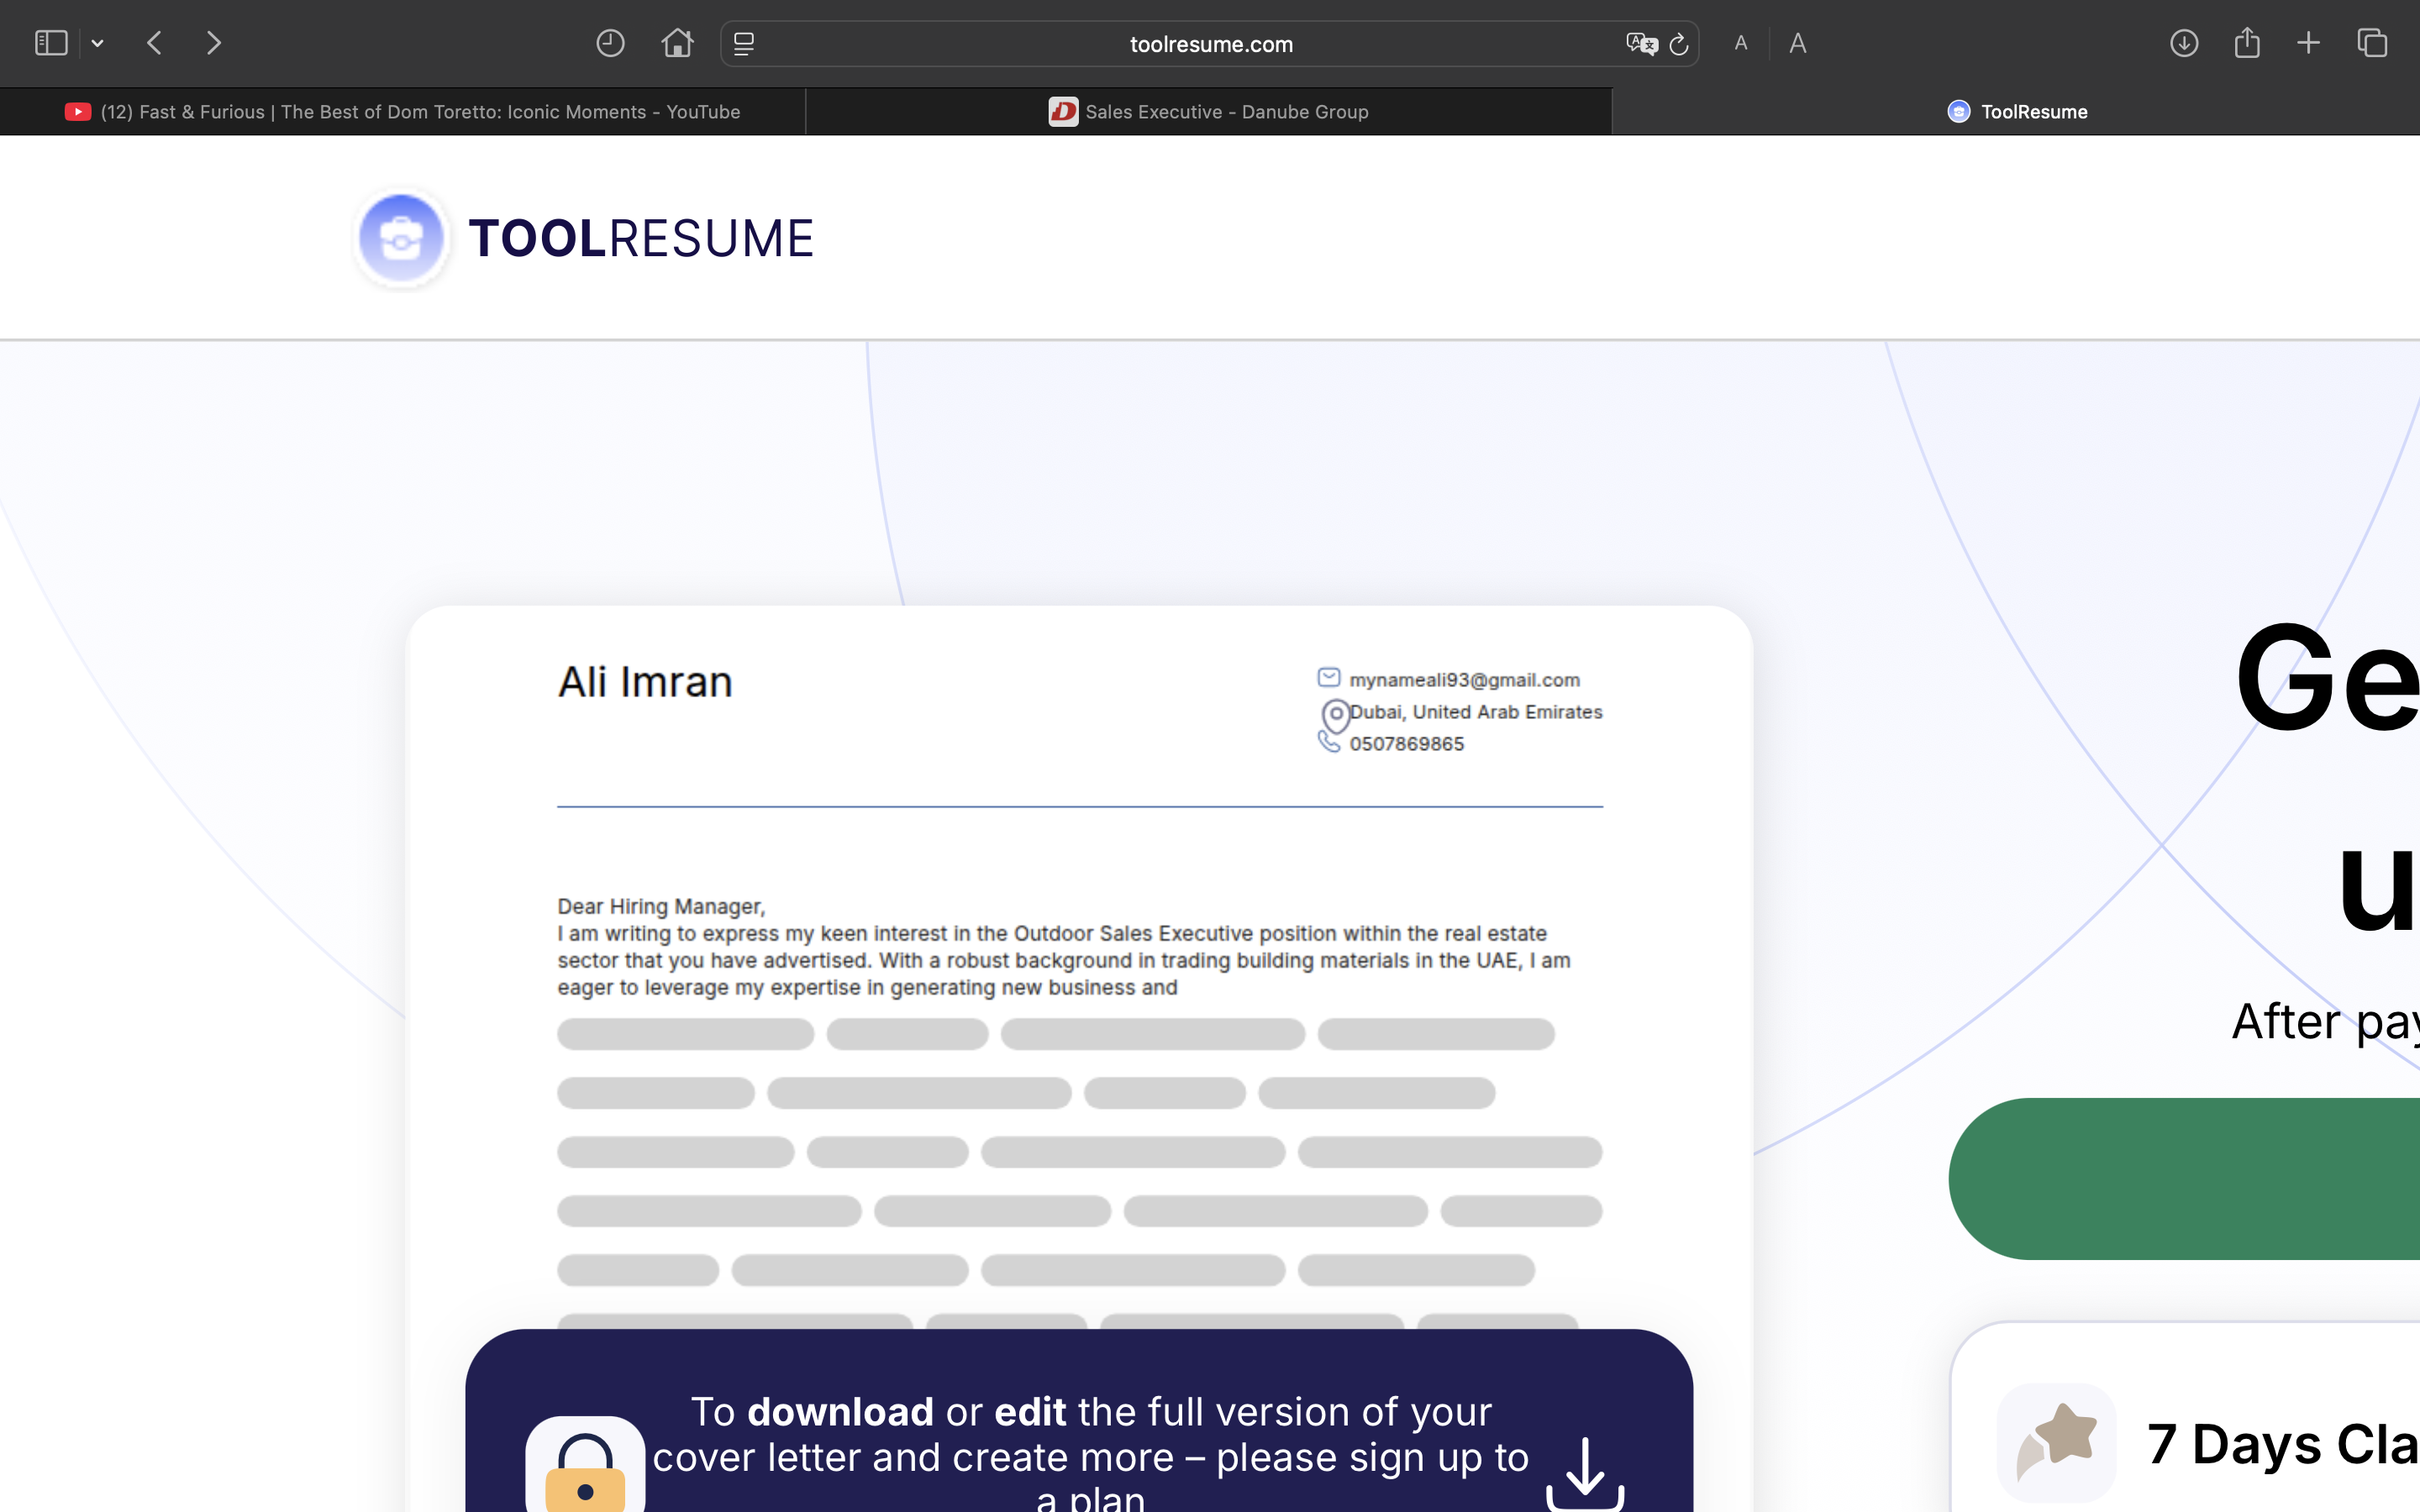 toolresume.com
A
A
(12) Fast & Furious | The Best of Dom Toretto: Iconic Moments - YouTube
Sales Executive - Danube Group
ToolResume
TOOLRESUME
Ali Imran
mynameali93@gmail.com
Dubai, United Arab Emirates
0507869865
Dear Hiring Manager,
I am writing to express my keen interest in the Outdoor Sales Executive position within the real estate
sector that you have advertised. With a robust background in trading building materials in the UAE, I am
eager to leverage my expertise in generating new business and
To download or edit the full version of your
cover letter and create more – please sign up to
a plan
Ge
u
After pay
7 Days Cla